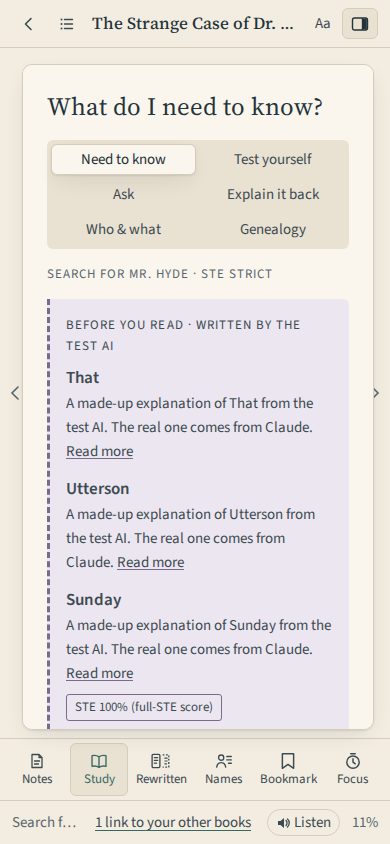 The Strange Case of Dr. ...
Aa
What do I need to know?
Need to know
Test yourself
Ask
Explain it back
Who & what
Genealogy
SEARCH FOR MR. HYDE · STE STRICT
BEFORE YOU READ · WRITTEN BY THE
TEST AI
That
A made-up explanation of That from the
test AI. The real one comes from Claude.
Read more
Utterson
A made-up explanation of Utterson from
the test AI. The real one comes from
Claude. Read more
Sunday
A made-up explanation of Sunday from the
test AI. The real one comes from Claude.
Read more
STE 100% (full-STE score)
Notes
Study
Rewritten
Names
Bookmark
Focus
Search f...
1 link to your other books
Listen
11%